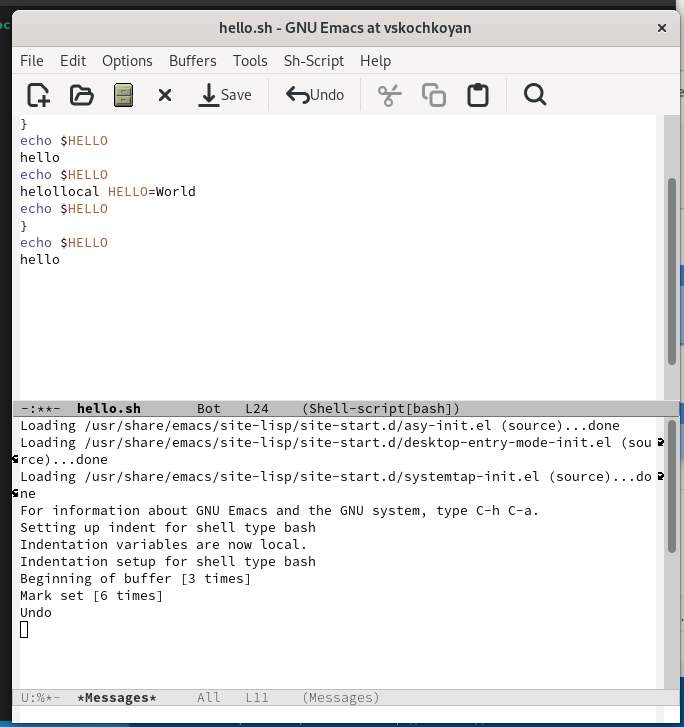 hello.sh - GNU Emacs at vskochkoyan
File Edit Options Buffers Tools Sh-Script Help
Save Undo
}
echo $HELLO
hello
echo $HELLO
helollocal HELLO=World
echo $HELLO
}
echo $HELLO
hello
-:**- hello.sh Bot L24 (Shell-script[bash])
Loading /usr/share/emacs/site-lisp/site-start.d/asy-init.el (source)...done
Loading /usr/share/emacs/site-lisp/site-start.d/desktop-entry-mode-init.el (sou
rce)...done
Loading /usr/share/emacs/site-lisp/site-start.d/systemtap-init.el (source)...do
ne
For information about GNU Emacs and the GNU system, type C-h C-a.
Setting up indent for shell type bash
Indentation variables are now local.
Indentation setup for shell type bash
Beginning of buffer [3 times]
Mark set [6 times]
Undo
U:%*- *Messages* All L11 (Messages)